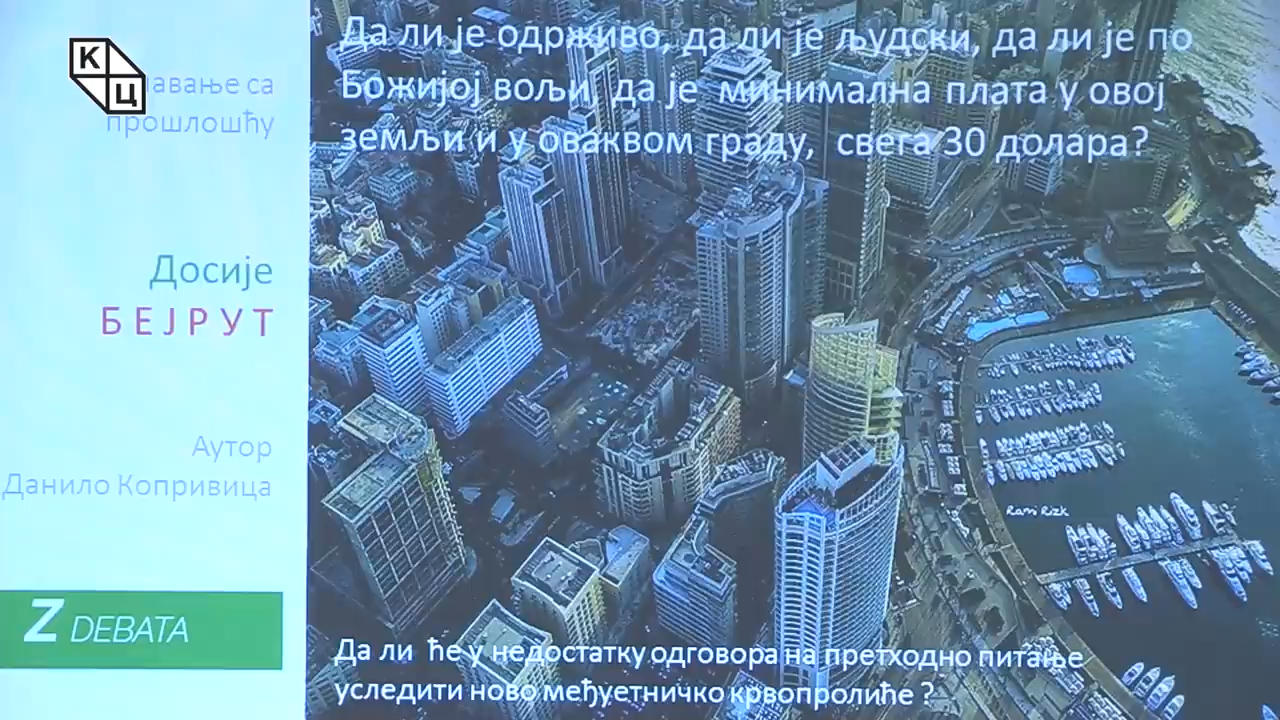 КЦ
прошлошћу
Досије
БЕЈРУТ
Аутор
Данило Копривица
Z DEBATA
Да ли је одрживо, да ли је људски, да ли је по
Божијој вољи, да је минимална плата у овој
земљи и у оваквом граду, свега 30 долара?
Rami Rizk
Да ли ће у недостатку одговора на претходно питање
уследити ново међуетничко крвопролиће ?